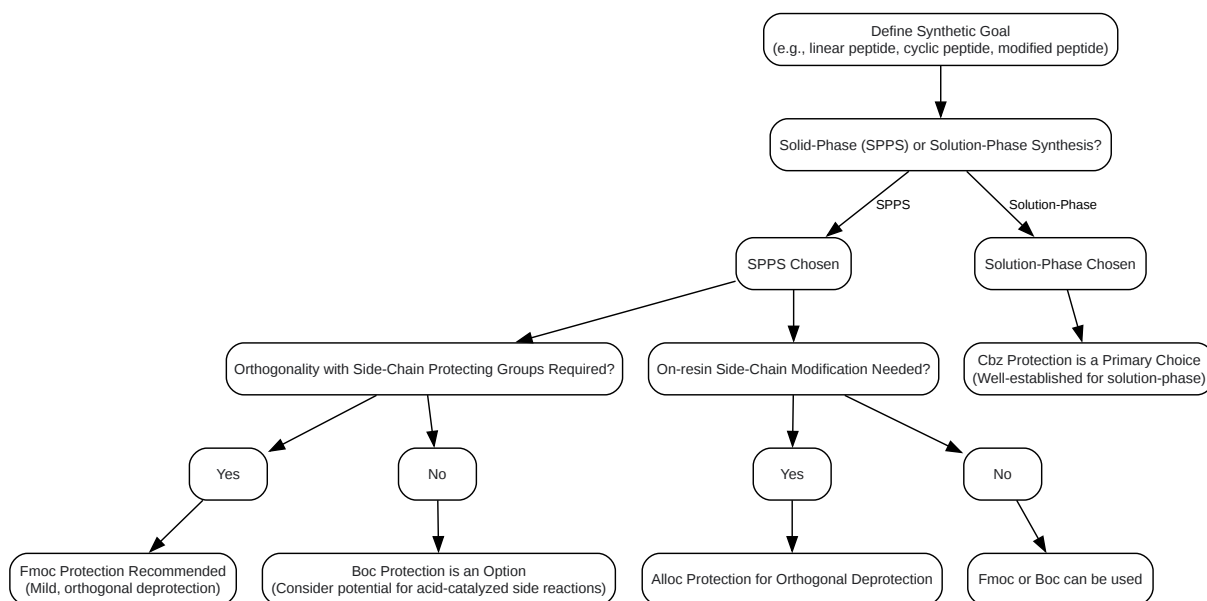 Define Synthetic Goal
(e.g., linear peptide, cyclic peptide, modified peptide)
Solid-Phase (SPPS) or Solution-Phase Synthesis?
SPPS
Solution-Phase
SPPS Chosen
Solution-Phase Chosen
Orthogonality with Side-Chain Protecting Groups Required?
On-resin Side-Chain Modification Needed?
Cbz Protection is a Primary Choice
(Well-established for solution-phase)
Yes
No
Yes
No
Fmoc Protection Recommended
(Mild, orthogonal deprotection)
Boc Protection is an Option
(Consider potential for acid-catalyzed side reactions)
Alloc Protection for Orthogonal Deprotection
Fmoc or Boc can be used